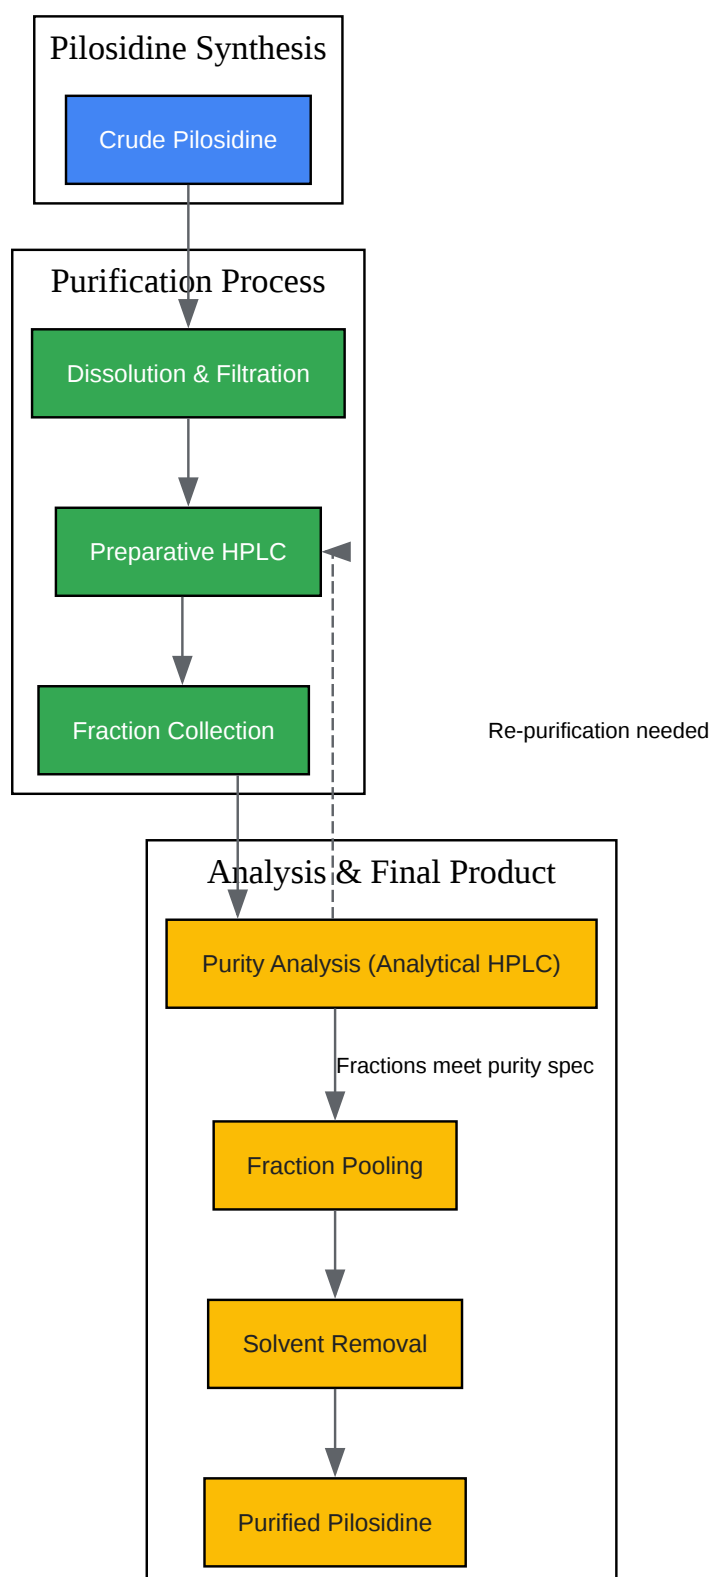 Pilosidine Synthesis
Crude Pilosidine
Purification Process
Dissolution & Filtration
Preparative HPLC
Fraction Collection
Re-purification needed
Analysis & Final Product
Purity Analysis (Analytical HPLC)
Fractions meet purity spec
Fraction Pooling
Solvent Removal
Purified Pilosidine